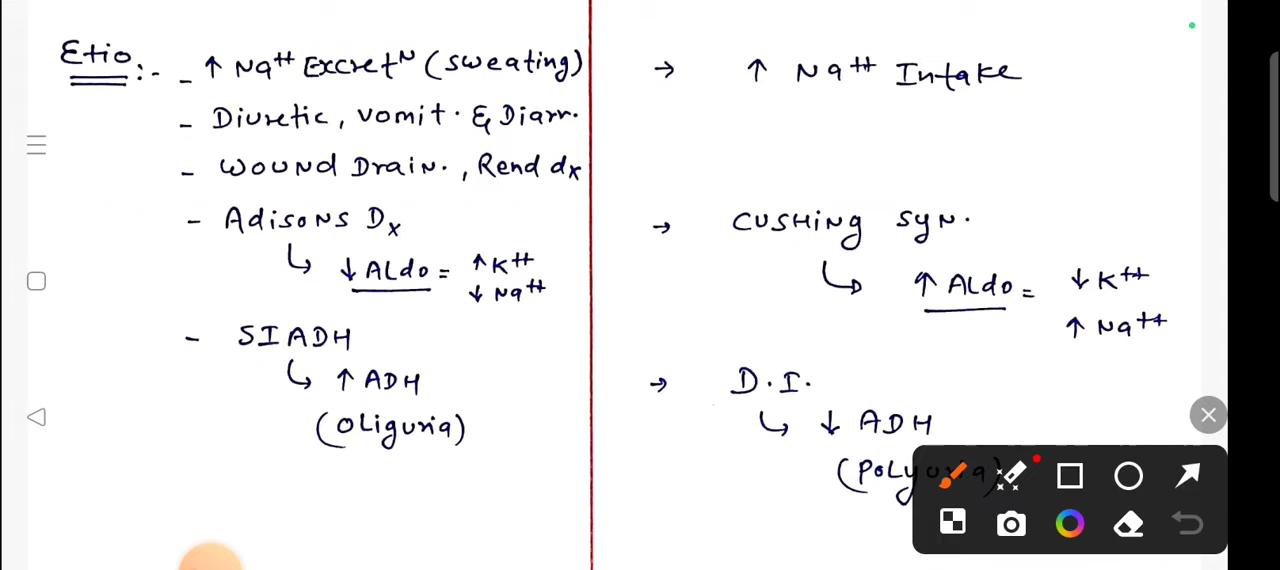 Etio :- - ↑ Na++ Excretᴺ (sweating)
- Diuretic, vomit. & Diarr.
- wound Drain., Rend dx
- Adisons Dx
↳ ↓ ALdo = ↑ K++
↓ Na++
- SIADH
↳ ↑ ADH
(oliguria)
→ ↑ Na++ Intake
→ CUSHing syn.
↳ ↑ ALdo = ↓ K++
↑ Na++
→ D.I.
↳ ↓ ADH
(polyuria)